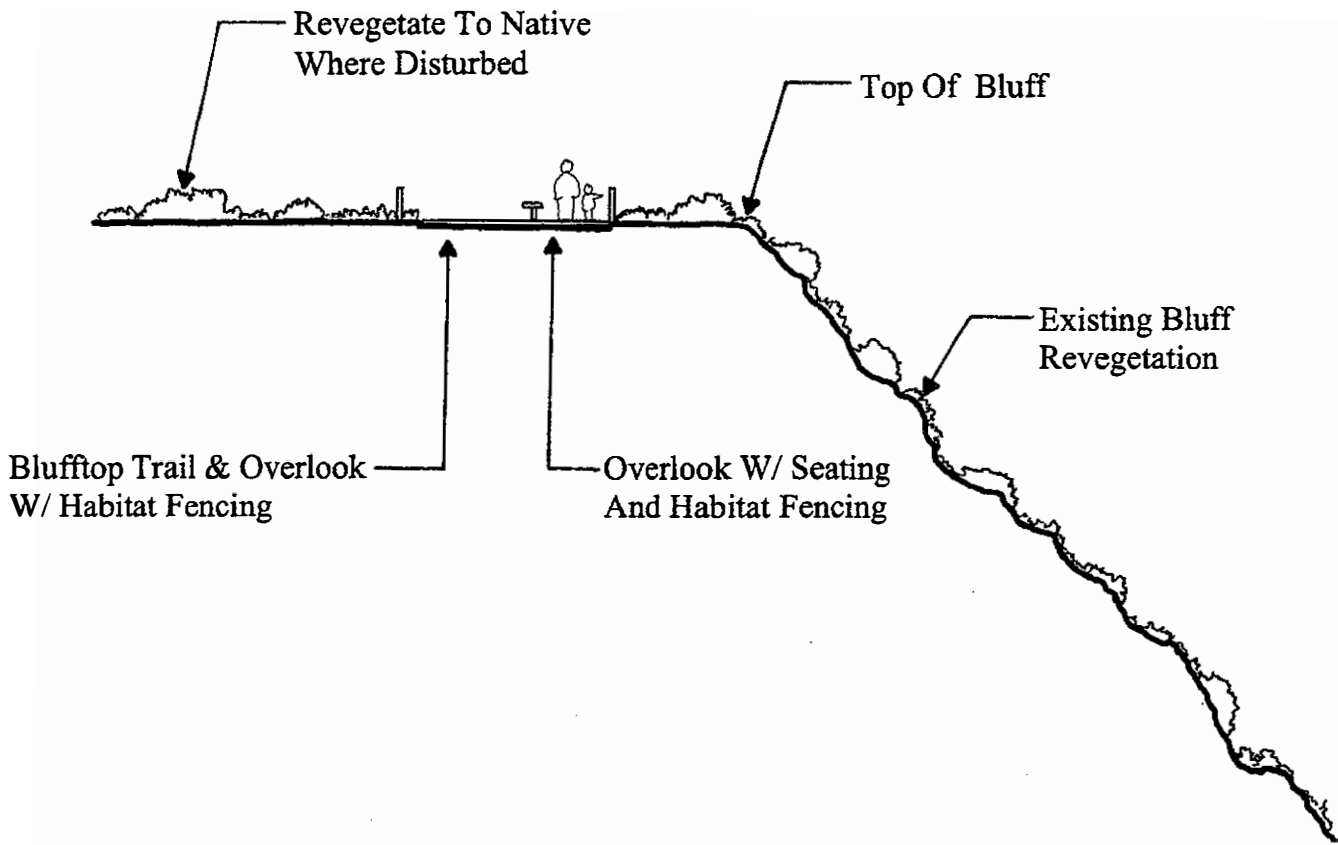 Revegetate To Native
Where Disturbed
Top Of Bluff
Existing Bluff
Revegetation
Blufftop Trail & Overlook
W/ Habitat Fencing
Overlook W/ Seating
And Habitat Fencing